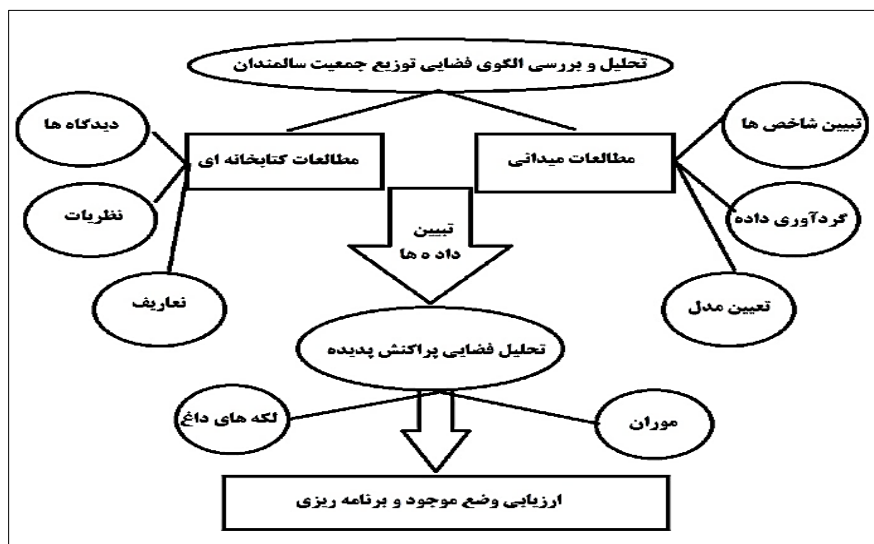 تحلیل و بررسی الگوی فضایی توزیع جمعیت سالمندان
تبیین شاخص ها
دیدگاه ها
مطالعات میدانی
مطالعات کتابخانه ای
گردآوری داده
نظریات
تبیین
داد ه ها
تعیین مدل
نعاریف
تحلیل فضایی پراکنش پدیده
موران
لکه های داغ
ارزیابی وضع موجود و برنامه ریزی